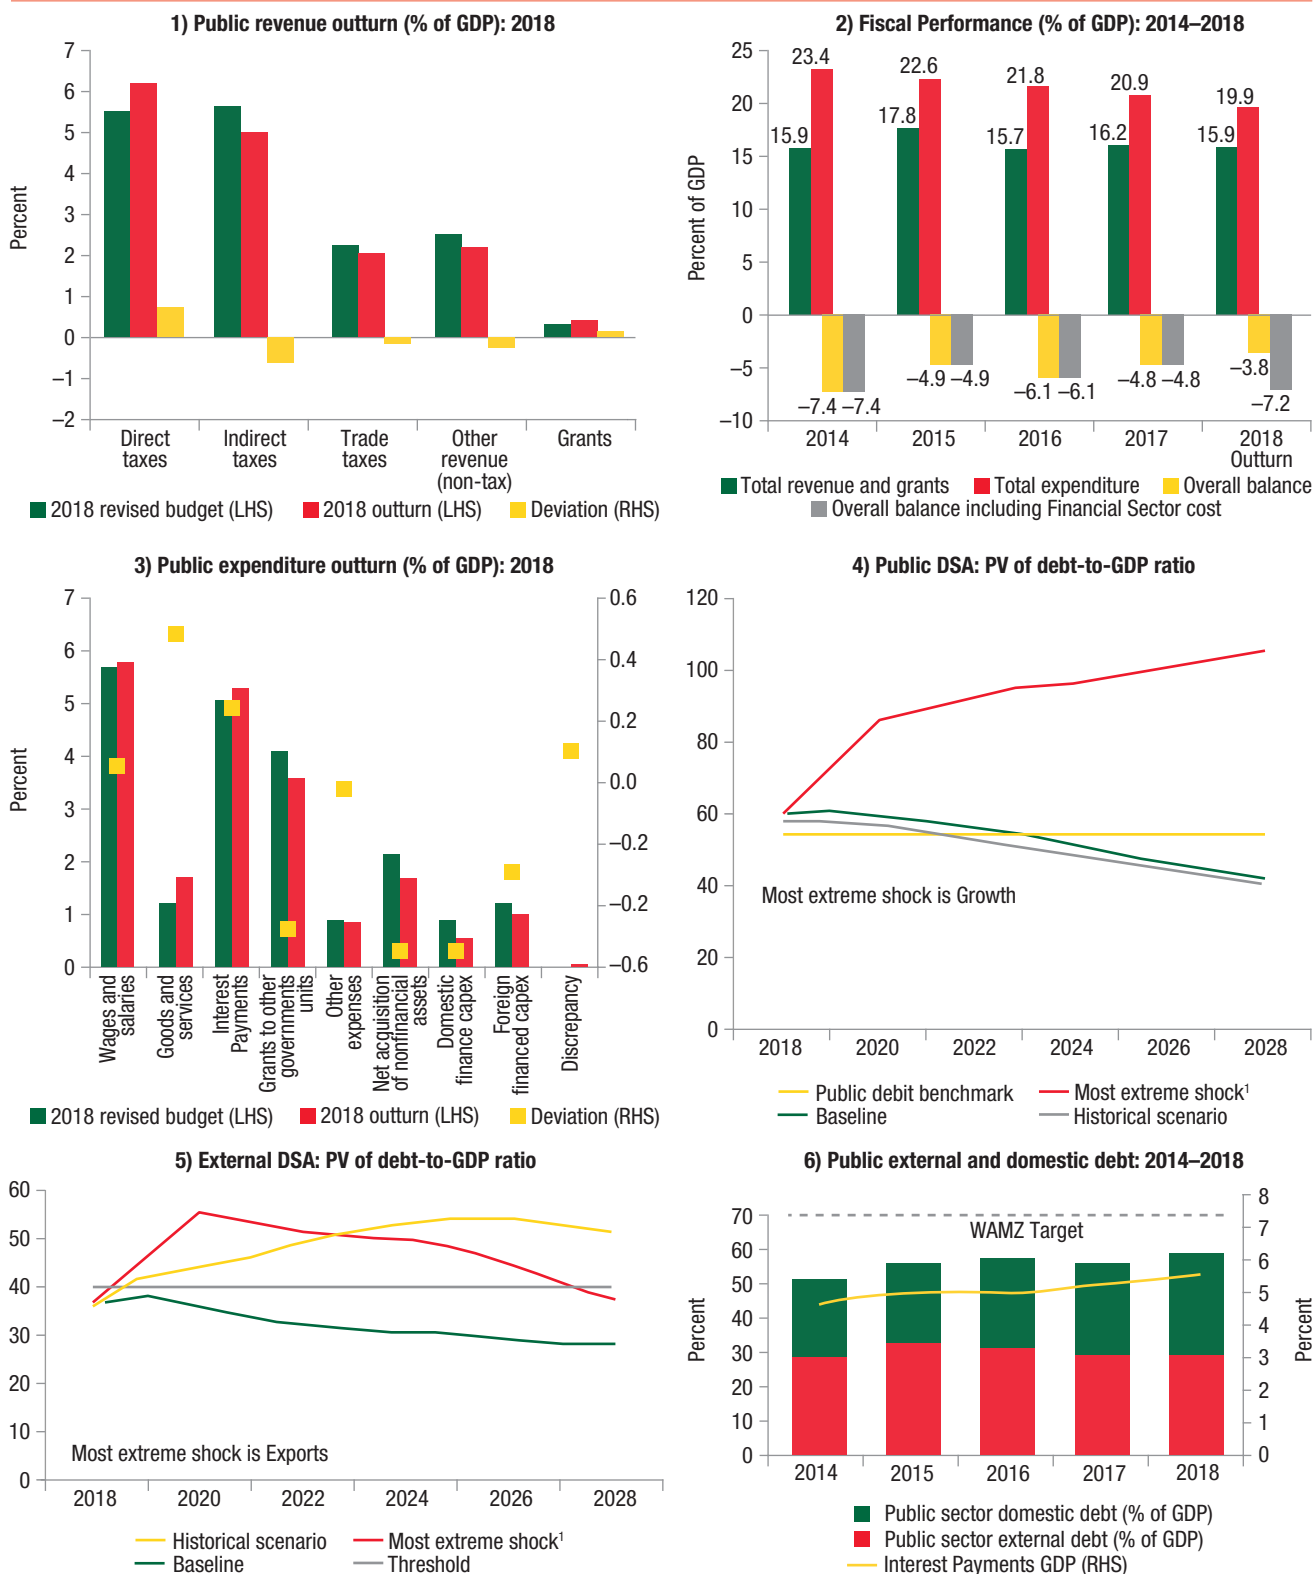 1) Public revenue outturn (% of GDP): 2018
7
6
5
4
3
2
1
0
–1
–2
Percent
Direct taxes
Indirect taxes
Trade taxes
Other revenue (non-tax)
Grants
2018 revised budget (LHS) 2018 outturn (LHS) Deviation (RHS)
2) Fiscal Performance (% of GDP): 2014–2018
25
20
15
10
5
0
–5
–10
Percent of GDP
15.9 23.4 –7.4 –7.4
17.8 22.6 –4.9 –4.9
15.7 21.8 –6.1 –6.1
16.2 20.9 –4.8 –4.8
15.9 19.9 –3.8 –7.2
2014 2015 2016 2017 2018
Outturn
Total revenue and grants Total expenditure Overall balance
Overall balance including Financial Sector cost
3) Public expenditure outturn (% of GDP): 2018
7
6
5
4
3
2
1
0
Percent
0.6
0.4
0.2
0.0
–0.2
–0.2
–0.6
Wages and salaries
Goods and services
Interest Payments
Grants to other governments units
Other expenses
Net acquisition of nonfinancial assets
Domestic finance capex
Foreign financed capex
Discrepancy
2018 revised budget (LHS) 2018 outturn (LHS) Deviation (RHS)
4) Public DSA: PV of debt-to-GDP ratio
120
100
80
60
40
20
0
Most extreme shock is Growth
2018 2020 2022 2024 2026 2028
Public debit benchmark Most extreme shock¹
Baseline Historical scenario
5) External DSA: PV of debt-to-GDP ratio
60
50
40
30
20
10
0
Most extreme shock is Exports
2018 2020 2022 2024 2026 2028
Historical scenario Most extreme shock¹
Baseline Threshold
6) Public external and domestic debt: 2014–2018
70
60
50
40
30
20
10
0
Percent
WAMZ Target
8
7
6
5
4
3
2
1
0
Percent
2014 2015 2016 2017 2018
Public sector domestic debt (% of GDP)
Public sector external debt (% of GDP)
Interest Payments GDP (RHS)